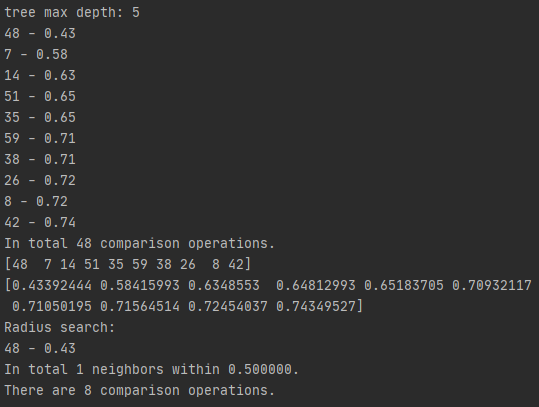 tree max depth: 5
48 - 0.43
7 - 0.58
14 - 0.63
51 - 0.65
35 - 0.65
59 - 0.71
38 - 0.71
26 - 0.72
8 - 0.72
42 - 0.74
In total 48 comparison operations.
[48  7 14 51 35 59 38 26  8 42]
[0.43392444 0.58415993 0.6348553  0.64812993 0.65183705 0.70932117
 0.71050195 0.71564514 0.72454037 0.74349527]
Radius search:
48 - 0.43
In total 1 neighbors within 0.500000.
There are 8 comparison operations.